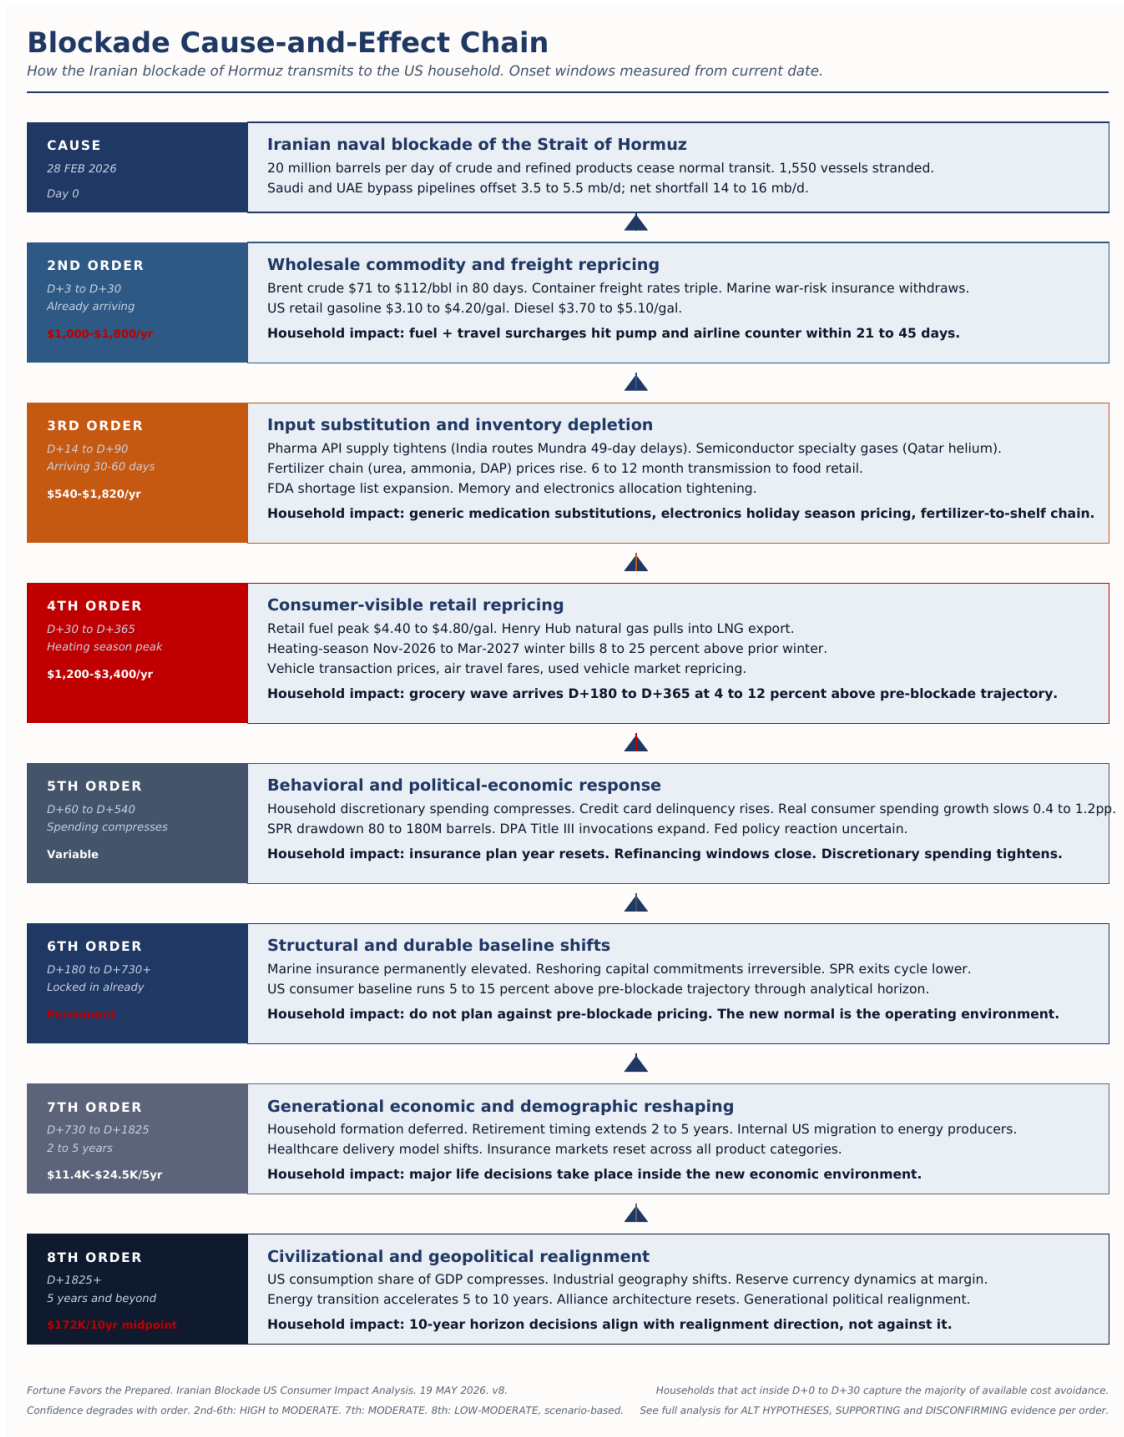 Blockade Cause-and-Effect Chain
How the Iranian blockade of Hormuz transmits to the US household. Onset windows measured from current date.
CAUSE
28 FEB 2026
Day 0
Iranian naval blockade of the Strait of Hormuz
20 million barrels per day of crude and refined products cease normal transit. 1,550 vessels stranded.
Saudi and UAE bypass pipelines offset 3.5 to 5.5 mb/d; net shortfall 14 to 16 mb/d.
2ND ORDER
D+3 to D+30
Already arriving
$1,000-$1,800/yr
Wholesale commodity and freight repricing
Brent crude $71 to $112/bbl in 80 days. Container freight rates triple. Marine war-risk insurance withdraws.
US retail gasoline $3.10 to $4.20/gal. Diesel $3.70 to $5.10/gal.
Household impact: fuel + travel surcharges hit pump and airline counter within 21 to 45 days.
3RD ORDER
D+14 to D+90
Arriving 30-60 days
$540-$1,820/yr
Input substitution and inventory depletion
Pharma API supply tightens (India routes Mundra 49-day delays). Semiconductor specialty gases (Qatar helium).
Fertilizer chain (urea, ammonia, DAP) prices rise. 6 to 12 month transmission to food retail.
FDA shortage list expansion. Memory and electronics allocation tightening.
Household impact: generic medication substitutions, electronics holiday season pricing, fertilizer-to-shelf chain.
4TH ORDER
D+30 to D+365
Heating season peak
$1,200-$3,400/yr
Consumer-visible retail repricing
Retail fuel peak $4.40 to $4.80/gal. Henry Hub natural gas pulls into LNG export.
Heating-season Nov-2026 to Mar-2027 winter bills 8 to 25 percent above prior winter.
Vehicle transaction prices, air travel fares, used vehicle market repricing.
Household impact: grocery wave arrives D+180 to D+365 at 4 to 12 percent above pre-blockade trajectory.
5TH ORDER
D+60 to D+540
Spending compresses
Variable
Behavioral and political-economic response
Household discretionary spending compresses. Credit card delinquency rises. Real consumer spending growth slows 0.4 to 1.2pp.
SPR drawdown 80 to 180M barrels. DPA Title III invocations expand. Fed policy reaction uncertain.
Household impact: insurance plan year resets. Refinancing windows close. Discretionary spending tightens.
6TH ORDER
D+180 to D+730+
Locked in already
Permanent
Structural and durable baseline shifts
Marine insurance permanently elevated. Reshoring capital commitments irreversible. SPR exits cycle lower.
US consumer baseline runs 5 to 15 percent above pre-blockade trajectory through analytical horizon.
Household impact: do not plan against pre-blockade pricing. The new normal is the operating environment.
7TH ORDER
D+730 to D+1825
2 to 5 years
$11.4K-$24.5K/5yr
Generational economic and demographic reshaping
Household formation deferred. Retirement timing extends 2 to 5 years. Internal US migration to energy producers.
Healthcare delivery model shifts. Insurance markets reset across all product categories.
Household impact: major life decisions take place inside the new economic environment.
8TH ORDER
D+1825+
5 years and beyond
$172K/10yr midpoint
Civilizational and geopolitical realignment
US consumption share of GDP compresses. Industrial geography shifts. Reserve currency dynamics at margin.
Energy transition accelerates 5 to 10 years. Alliance architecture resets. Generational political realignment.
Household impact: 10-year horizon decisions align with realignment direction, not against it.
Fortune Favors the Prepared. Iranian Blockade US Consumer Impact Analysis. 19 MAY 2026. v8.
Households that act inside D+0 to D+30 capture the majority of available cost avoidance.
Confidence degrades with order. 2nd-6th: HIGH to MODERATE. 7th: MODERATE. 8th: LOW-MODERATE, scenario-based.
See full analysis for ALT HYPOTHESES, SUPPORTING and DISCONFIRMING evidence per order.